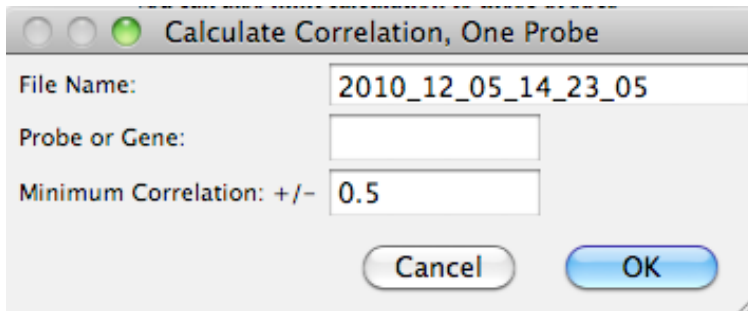 Calculate Correlation, One Probe
File Name: 2010_12_05_14_23_05
Probe or Gene:
Minimum Correlation: +/- 0.5
Cancel OK